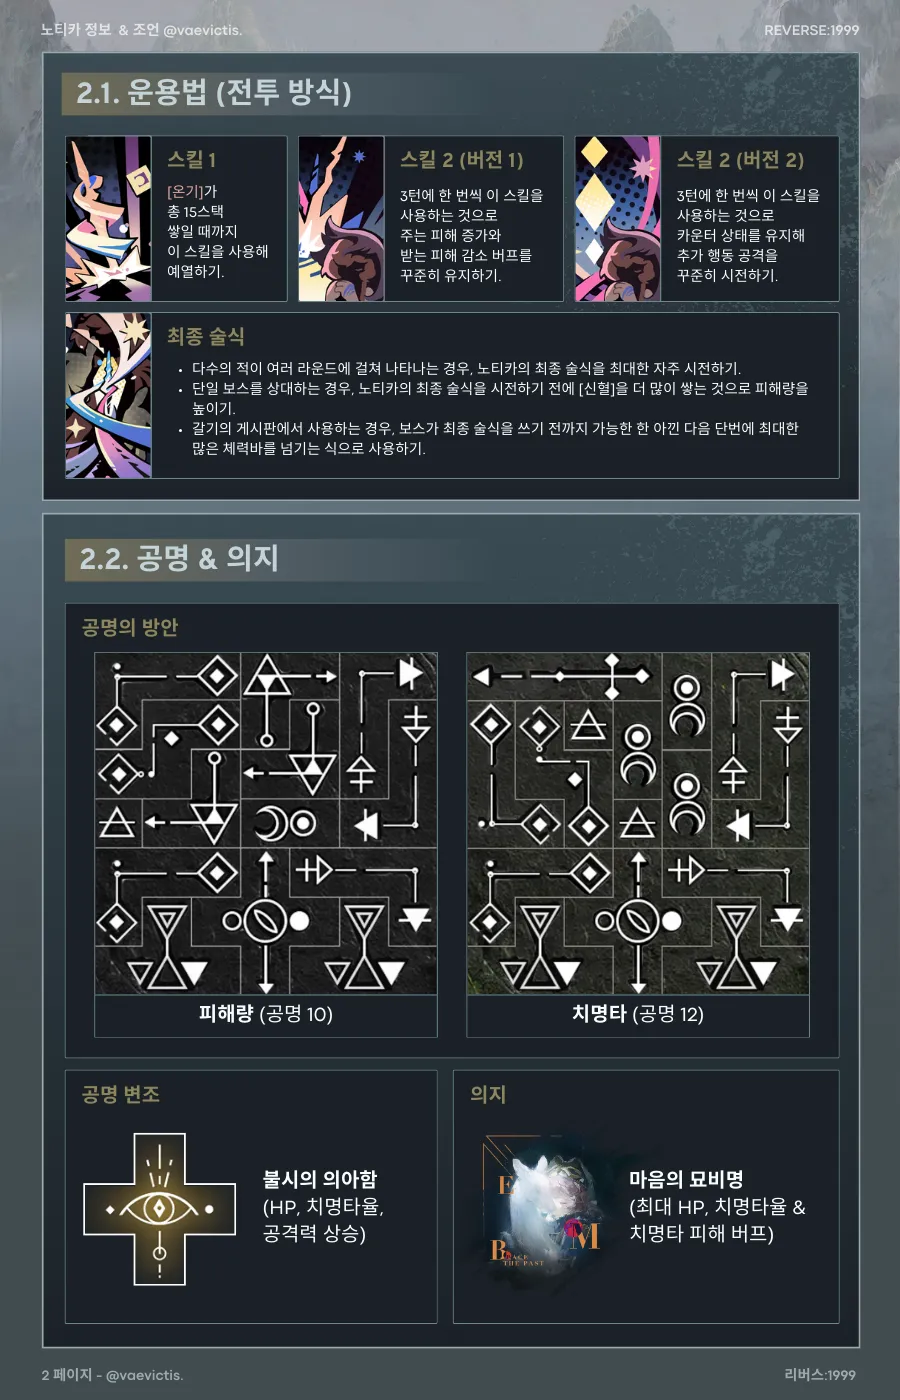 노티카 정보 & 조언 @vaevictis.
REVERSE:1999
2.1. 운용법 (전투 방식)
스킬 1
[온기]가
총 15스택
쌓일 때까지
이 스킬을 사용해
예열하기.
스킬 2 (버전 1)
3턴에 한 번씩 이 스킬을
사용하는 것으로
주는 피해 증가와
받는 피해 감소 버프를
꾸준히 유지하기.
스킬 2 (버전 2)
3턴에 한 번씩 이 스킬을
사용하는 것으로
카운터 상태를 유지해
추가 행동 공격을
꾸준히 시전하기.
최종 술식
• 다수의 적이 여러 라운드에 걸쳐 나타나는 경우, 노티카의 최종 술식을 최대한 자주 시전하기.
• 단일 보스를 상대하는 경우, 노티카의 최종 술식을 시전하기 전에 [신혈]을 더 많이 쌓는 것으로 피해량을
높이기.
• 갈기의 게시판에서 사용하는 경우, 보스가 최종 술식을 쓰기 전까지 가능한 한 아낀 다음 단번에 최대한
많은 체력바를 넘기는 식으로 사용하기.
2.2. 공명 & 의지
공명의 방안
피해량 (공명 10)
치명타 (공명 12)
공명 변조
불시의 의아함
(HP, 치명타율,
공격력 상승)
의지
E
M
BLACK
THE PAST
마음의 묘비명
(최대 HP, 치명타율 &
치명타 피해 버프)
2 페이지 - @vaevictis.
리버스:1999